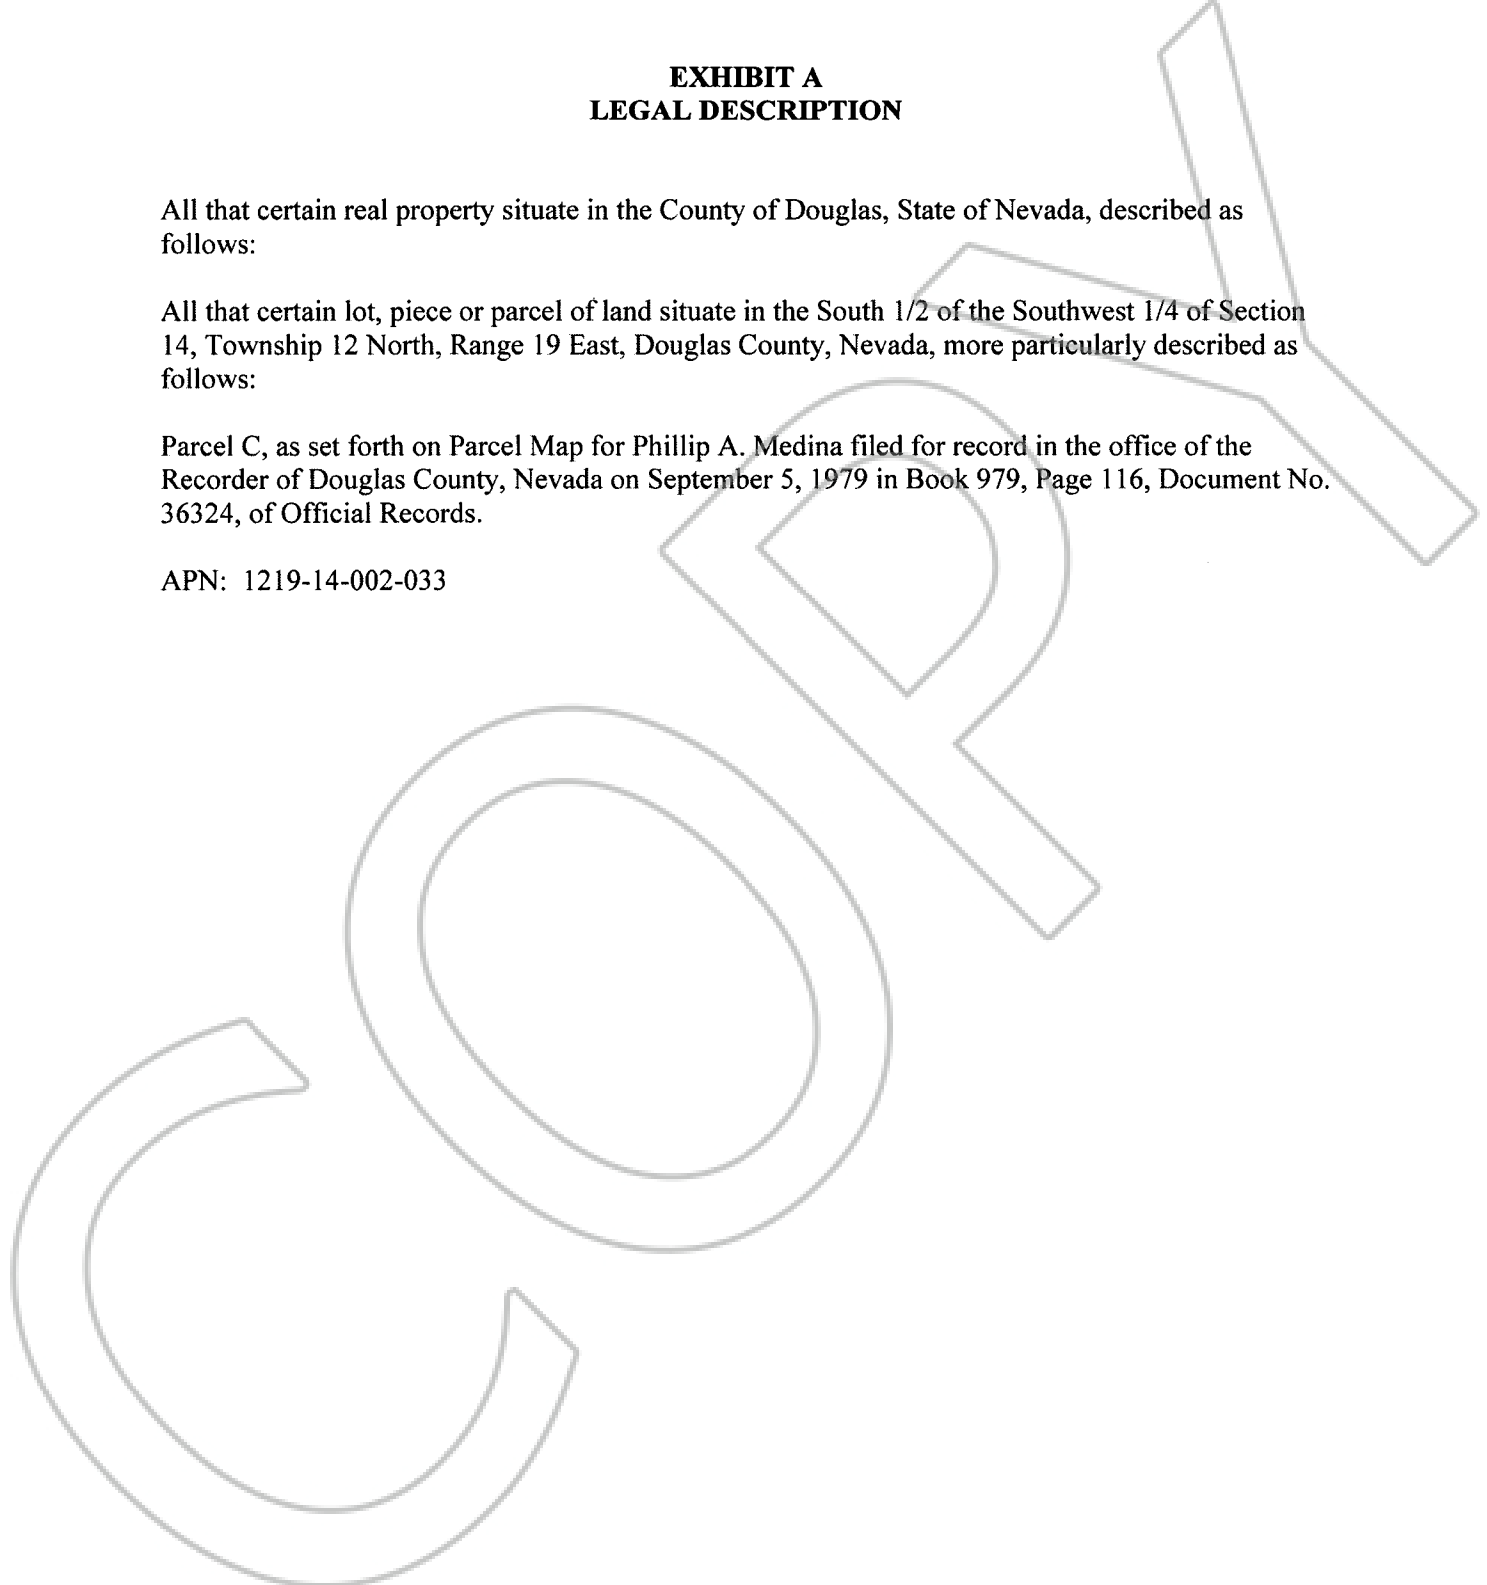 EXHIBIT A
LEGAL DESCRIPTION
All that certain real property situate in the County of Douglas, State of Nevada, described as
follows:
All that certain lot, piece or parcel of land situate in the South 1/2 of the Southwest 1/4 of Section
14, Township 12 North, Range 19 East, Douglas County, Nevada, more particularly described as
follows:
Parcel C, as set forth on Parcel Map for Phillip A. Medina filed for record in the office of the
Recorder of Douglas County, Nevada on September 5, 1979 in Book 979, Page 116, Document No.
36324, of Official Records.
APN: 1219-14-002-033
COPY